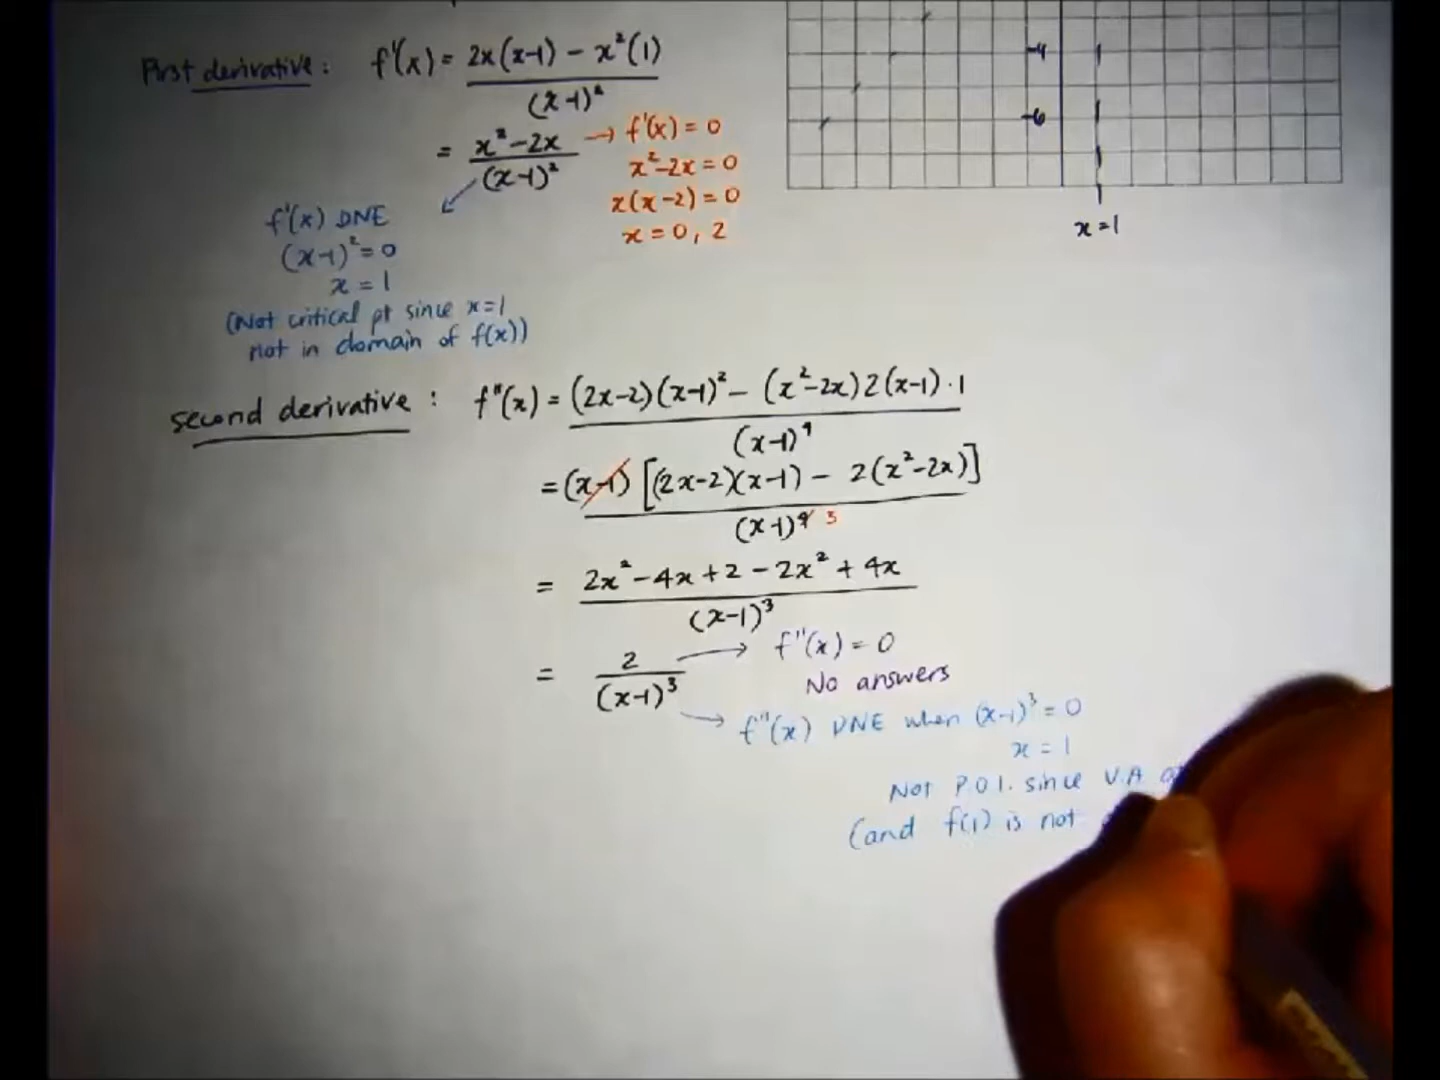 First derivative: f'(x) = 2x(x-1) - x²(1)
(x-1)²
= x²-2x → f'(x) = 0
(x-1)²
x²-2x = 0
x(x-2) = 0
x = 0, 2
f'(x) DNE
(x-1)² = 0
x = 1
(Not critical pt since x=1
not in domain of f(x))
-4
-6
x=1
second derivative: f"(x) = (2x-2)(x-1)² - (x²-2x)2(x-1)·1
(x-1)⁴
= (x-1) [(2x-2)(x-1) - 2(x²-2x)]
(x-1)⁴ 3
= 2x² - 4x + 2 - 2x² + 4x
(x-1)³
= 2 → f"(x) = 0
(x-1)³
No answers
→ f"(x) DNE when (x-1)³ = 0
x = 1
Not P.O.I. since V.A
(and f(1) is not